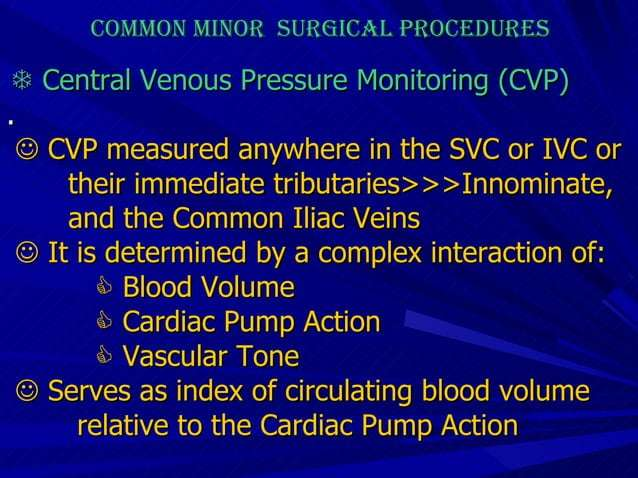 COMMON MINOR SURGICAL PROCEDURES
Central Venous Pressure Monitoring (CVP)
.
☺ CVP measured anywhere in the SVC or IVC or
their immediate tributaries>>>Innominate,
and the Common Iliac Veins
☺ It is determined by a complex interaction of:
Blood Volume
Cardiac Pump Action
Vascular Tone
☺ Serves as index of circulating blood volume
relative to the Cardiac Pump Action